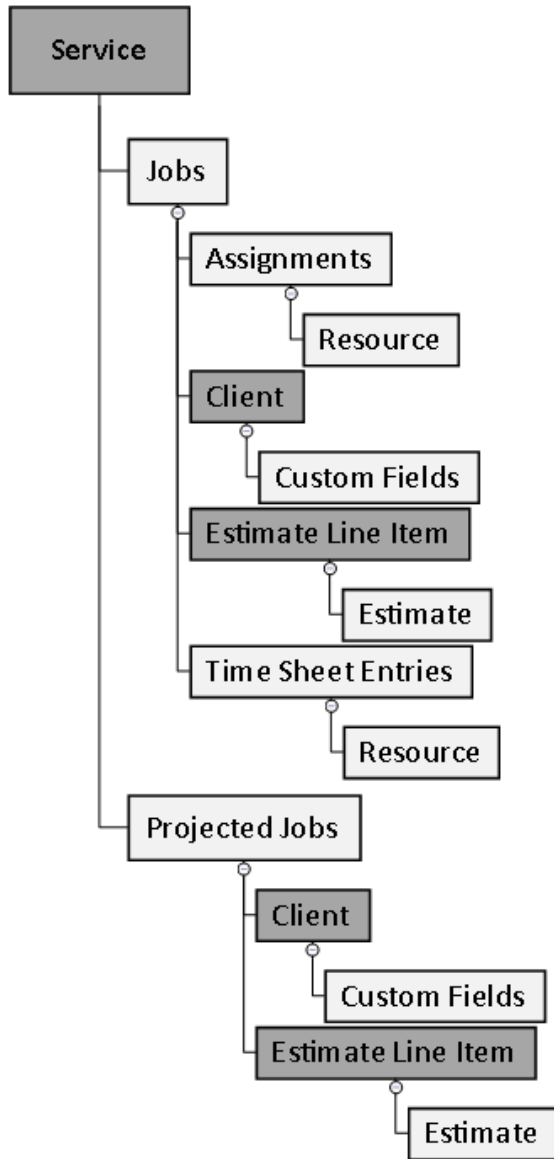 Service
Jobs
Assignments
Resource
Client
Custom Fields
Estimate Line Item
Estimate
Time Sheet Entries
Resource
Projected Jobs
Client
Custom Fields
Estimate Line Item
Estimate